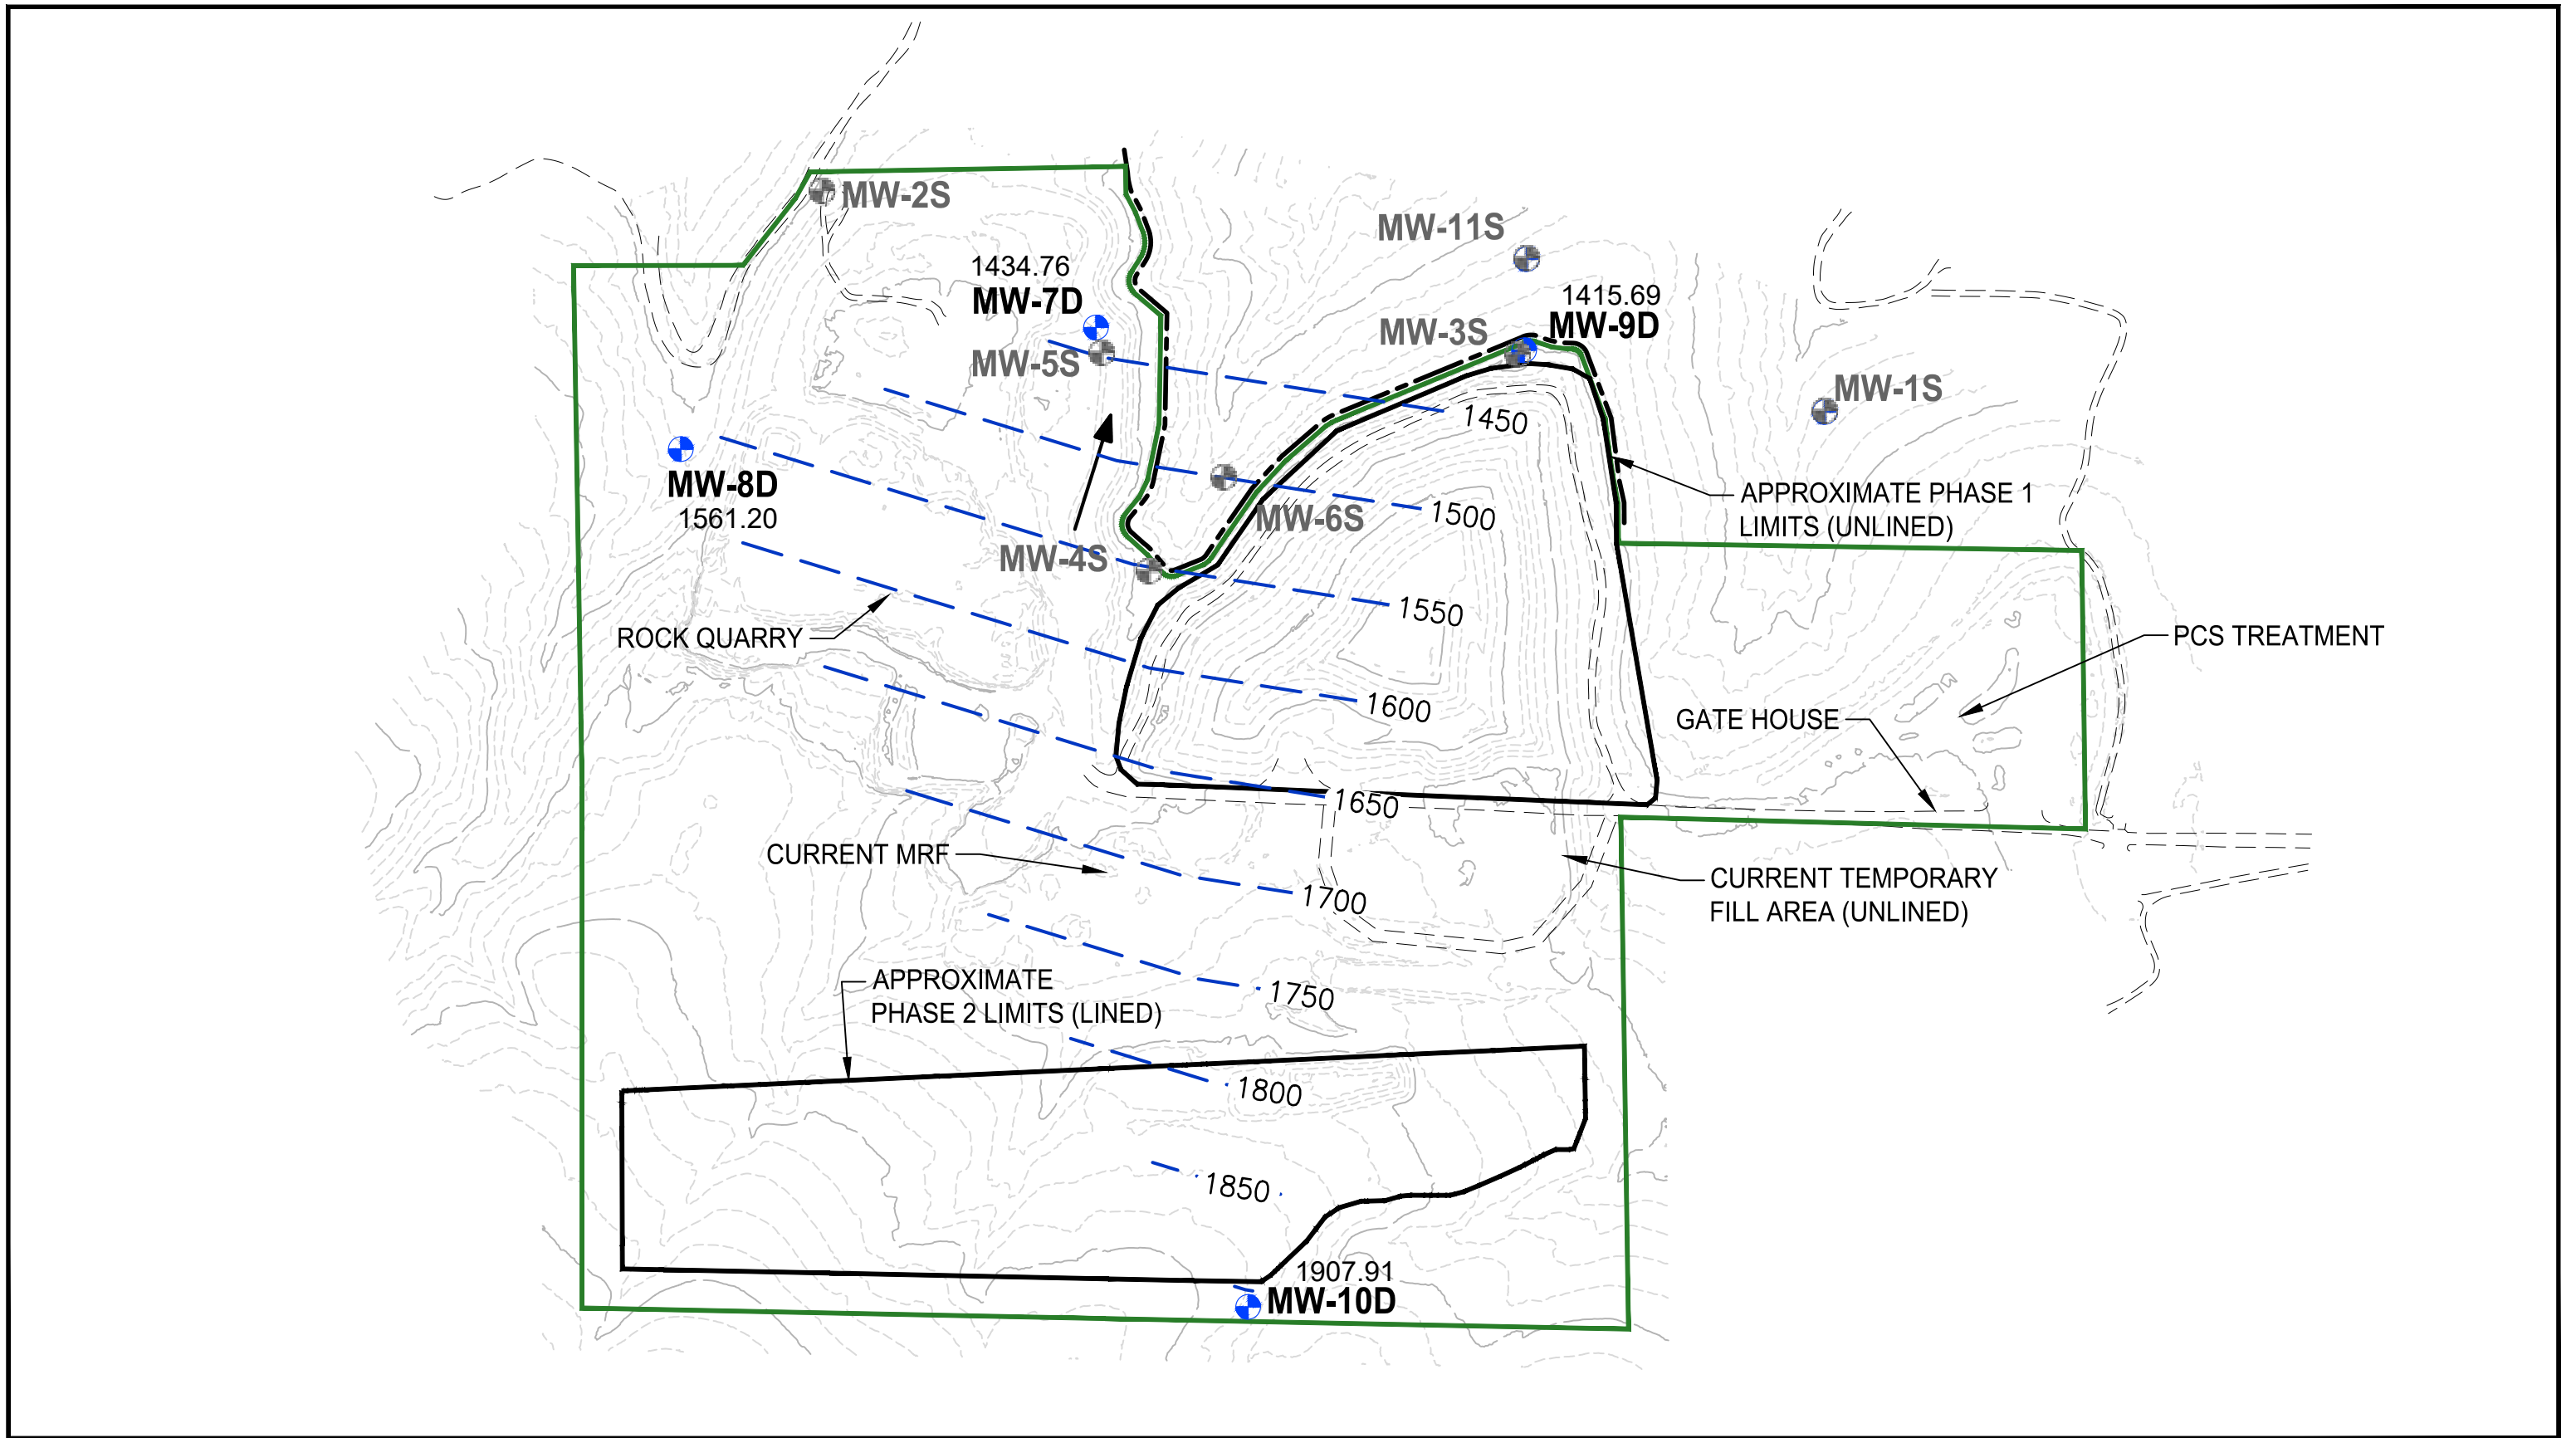 MW-2S
MW-11S
1434.76
MW-7D
1415.69
MW-9D
MW-3S
MW-5S
MW-1S
1450
MW-8D
1561.20
APPROXIMATE PHASE 1
LIMITS (UNLINED)
1500
MW-6S
MW-4S
1550
ROCK QUARRY
PCS TREATMENT
1600
GATE HOUSE
1650
CURRENT MRF
CURRENT TEMPORARY
FILL AREA (UNLINED)
1700
APPROXIMATE
PHASE 2 LIMITS (LINED)
1750
1800
1850
1907.91
MW-10D